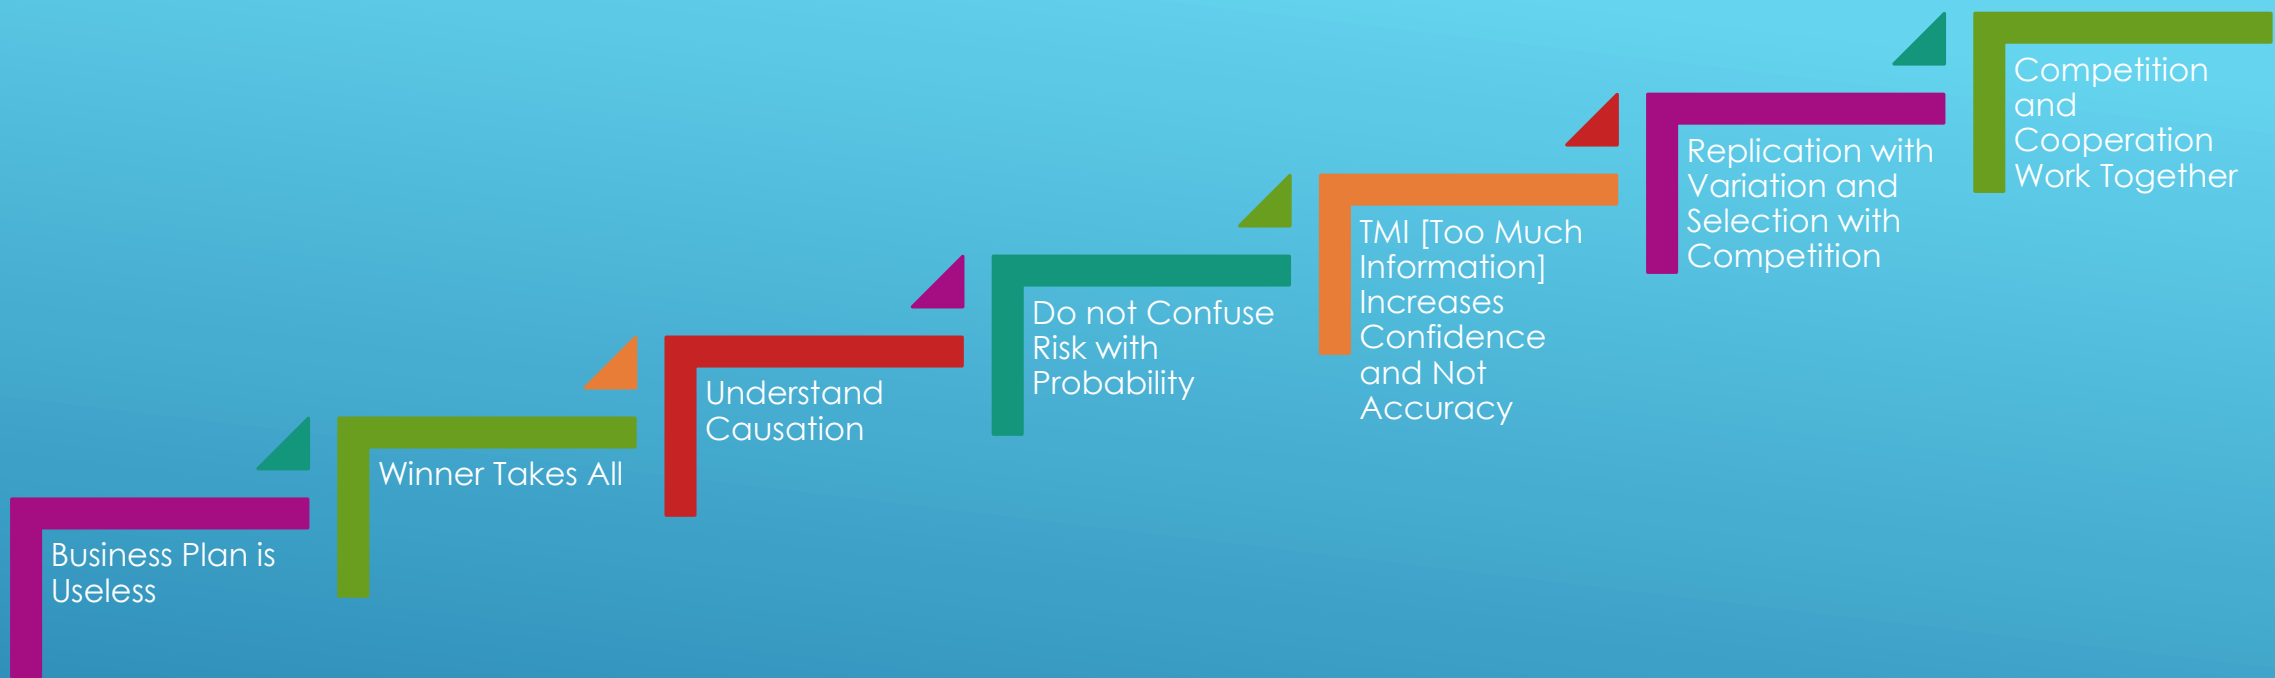 Business Plan is
Useless
Winner Takes All
Understand
Causation
Do not Confuse
Risk with
Probability
TMI [Too Much
Information]
Increases
Confidence
and Not
Accuracy
Replication with
Variation and
Selection with
Competition
Competition
and
Cooperation
Work Together